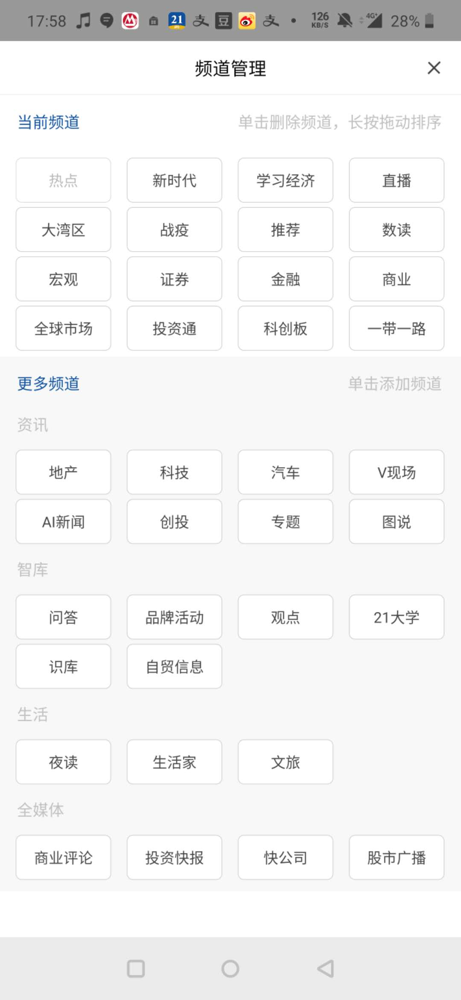 17:58 21 支 豆 支 126 KB/S 4G+ 28%
频道管理
当前频道 单击删除频道，长按拖动排序
热点 新时代 学习经济 直播
大湾区 战疫 推荐 数读
宏观 证券 金融 商业
全球市场 投资通 科创板 一带一路
更多频道 单击添加频道
资讯
地产 科技 汽车 V现场
AI新闻 创投 专题 图说
智库
问答 品牌活动 观点 21大学
识库 自贸信息
生活
夜读 生活家 文旅
全媒体
商业评论 投资快报 快公司 股市广播